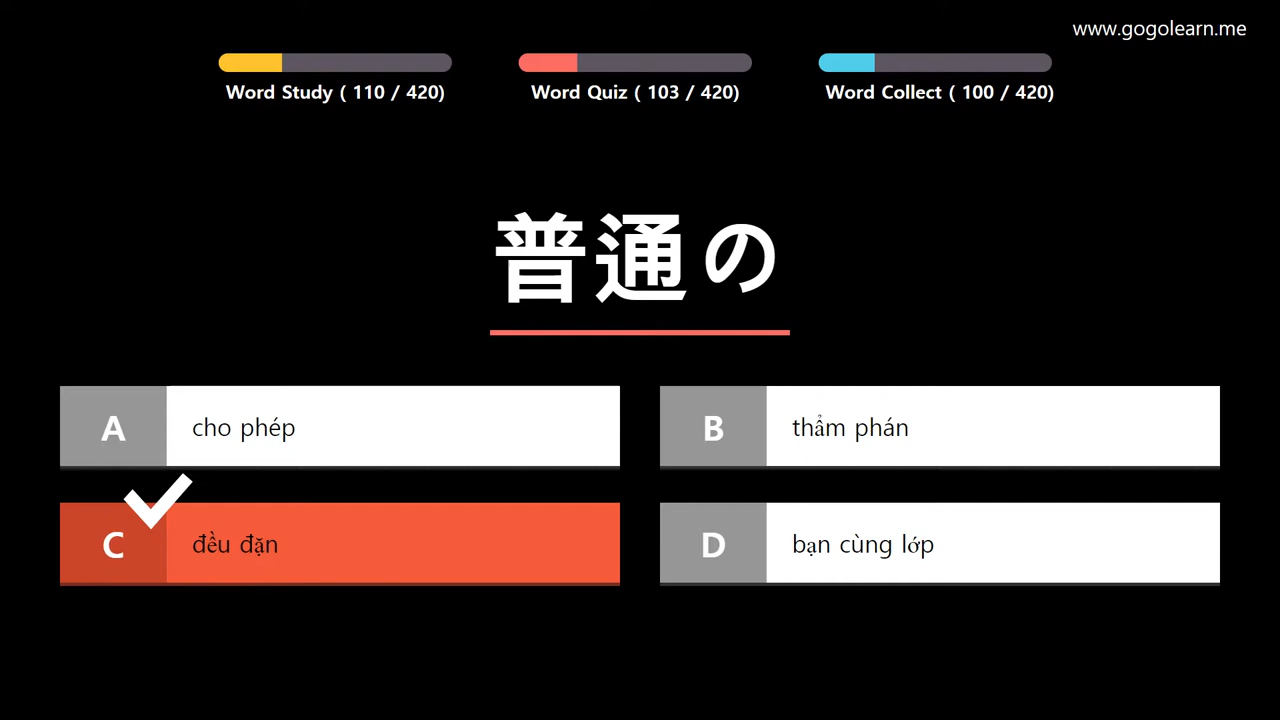 www.gogolearn.me
Word Study ( 110 / 420)
Word Quiz ( 103 / 420)
Word Collect ( 100 / 420)
普通の
A cho phép
B thẩm phán
C đều đặn
D bạn cùng lớp